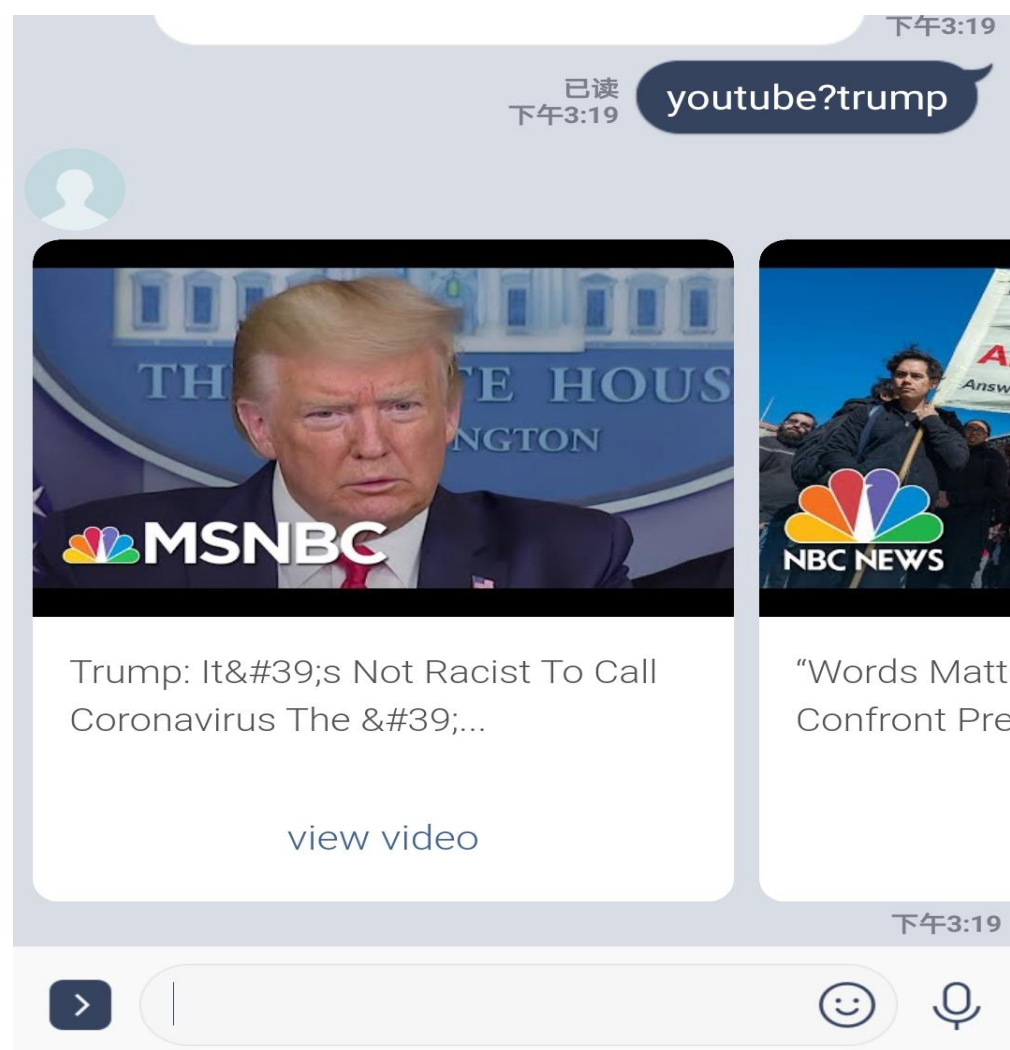 下午3:19
已读
下午3:19
youtube?trump
THE
HOUS
NGTON
MSNBC
A
Answ
NBC NEWS
Trump: It&#39;s Not Racist To Call
Coronavirus The &#39;...
view video
“Words Matt
Confront Pre
下午3:19